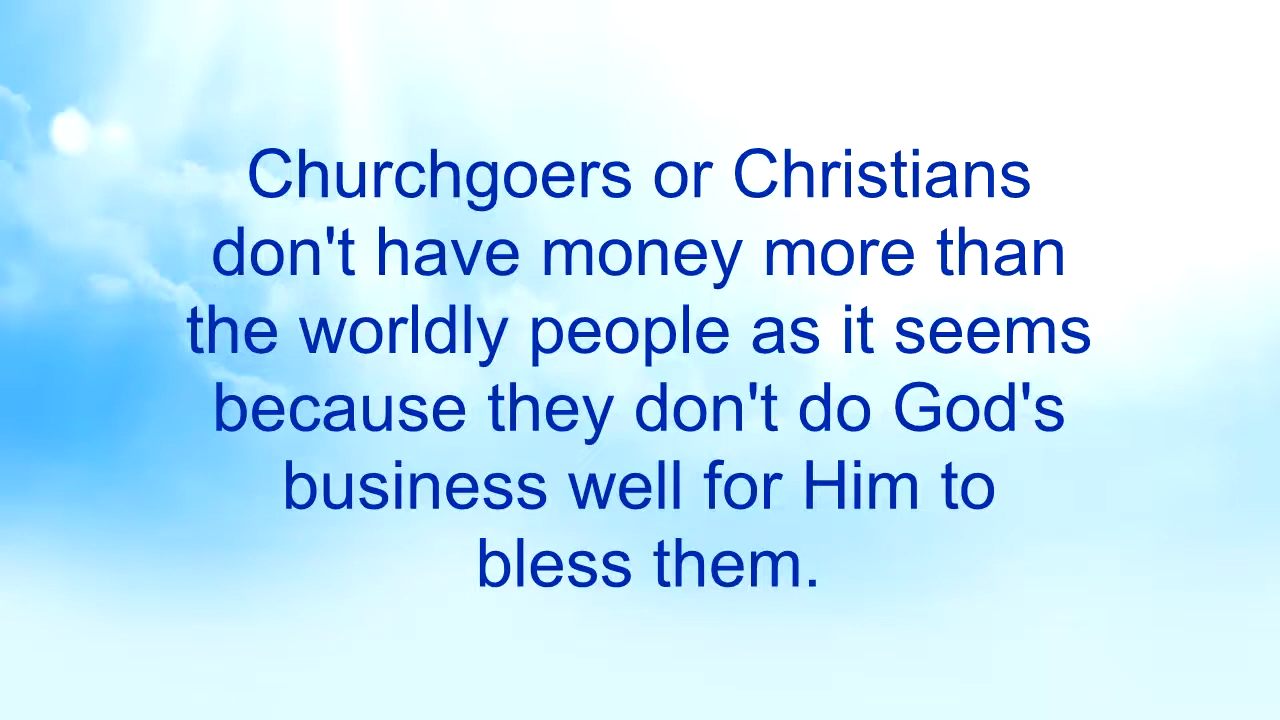 Churchgoers or Christians
don't have money more than
the worldly people as it seems
because they don't do God's
business well for Him to
bless them.